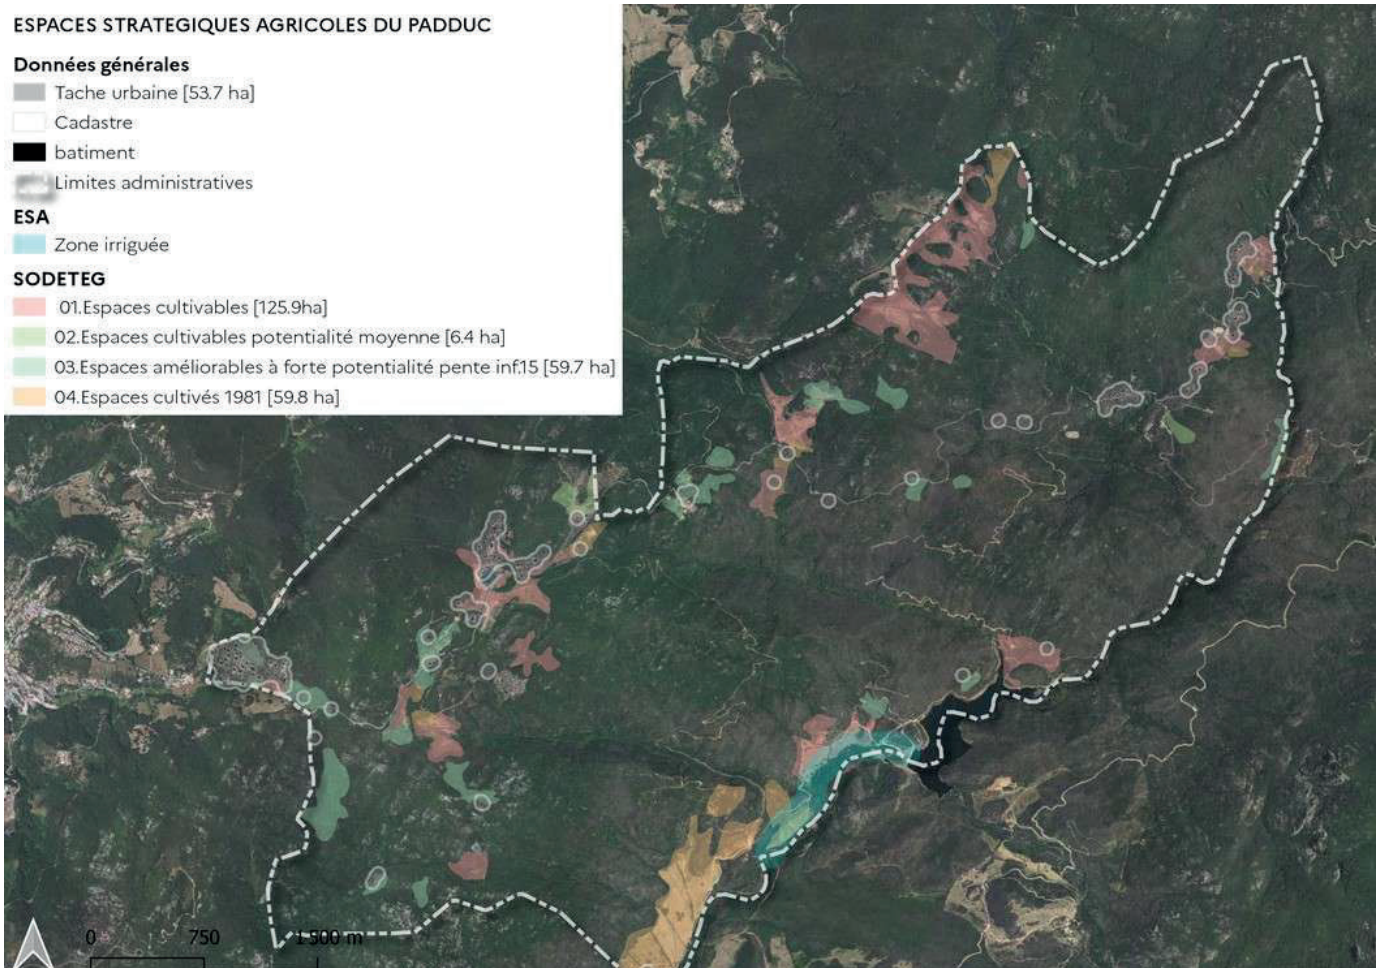 ESPACES STRATEGIQUES AGRICOLES DU PADDUC
Données générales
Tache urbaine [53.7 ha]
Cadastre
batiment
Limites administratives
ESA
Zone irriguée
SODETEG
01.Espaces cultivables [125.9ha]
02.Espaces cultivables potentialité moyenne [6.4 ha]
03.Espaces améliorables à forte potentialité pente inf.15 [59.7 ha]
04.Espaces cultivés 1981 [59.8 ha]
0 750 1 500 m